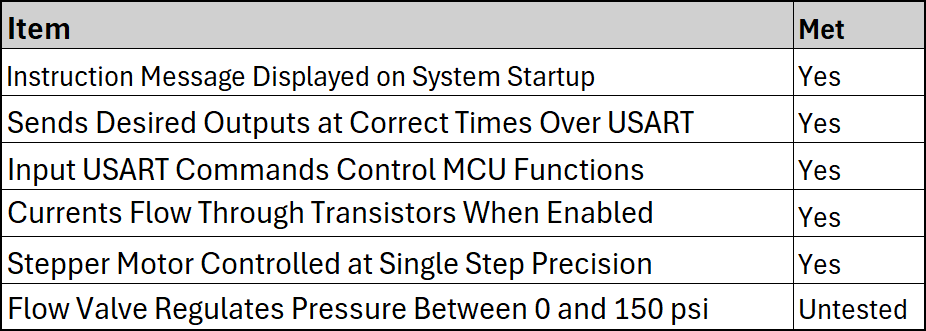 Item Met
Instruction Message Displayed on System Startup Yes
Sends Desired Outputs at Correct Times Over USART Yes
Input USART Commands Control MCU Functions Yes
Currents Flow Through Transistors When Enabled Yes
Stepper Motor Controlled at Single Step Precision Yes
Flow Valve Regulates Pressure Between 0 and 150 psi Untested